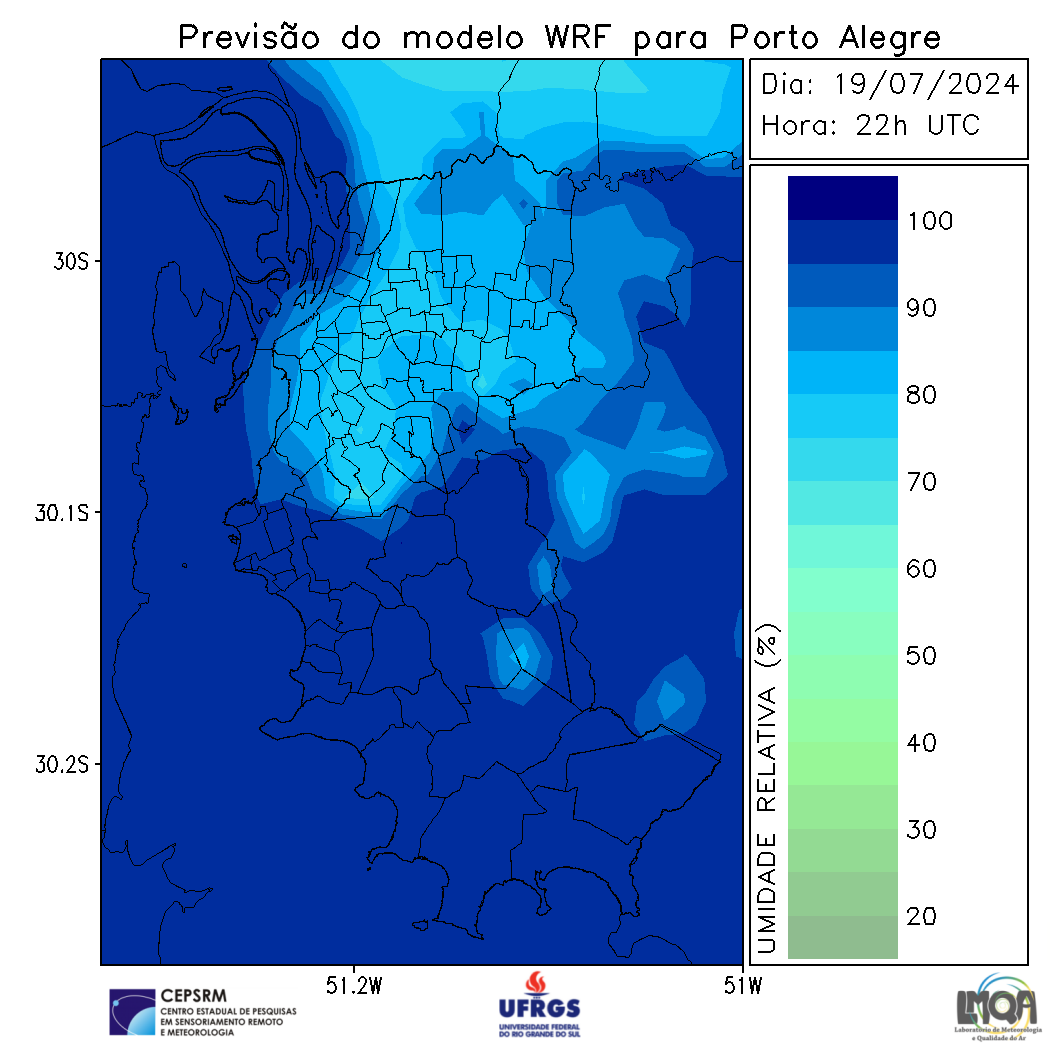 Previsão do modelo WRF para Porto Alegre
Dia: 19/07/2024
Hora: 22h UTC
30S
30.1S
30.2S
51.2W
51W
UMIDADE RELATIVA (%)
100
90
80
70
60
50
40
30
20
CEPSRM
CENTRO ESTADUAL DE PESQUISAS
EM SENSORIAMENTO REMOTO
E METEOROLOGIA
UFRGS
UNIVERSIDADE FEDERAL
DO RIO GRANDE DO SUL
LMQA
Laboratório de Meteorologia
e Qualidade do Ar